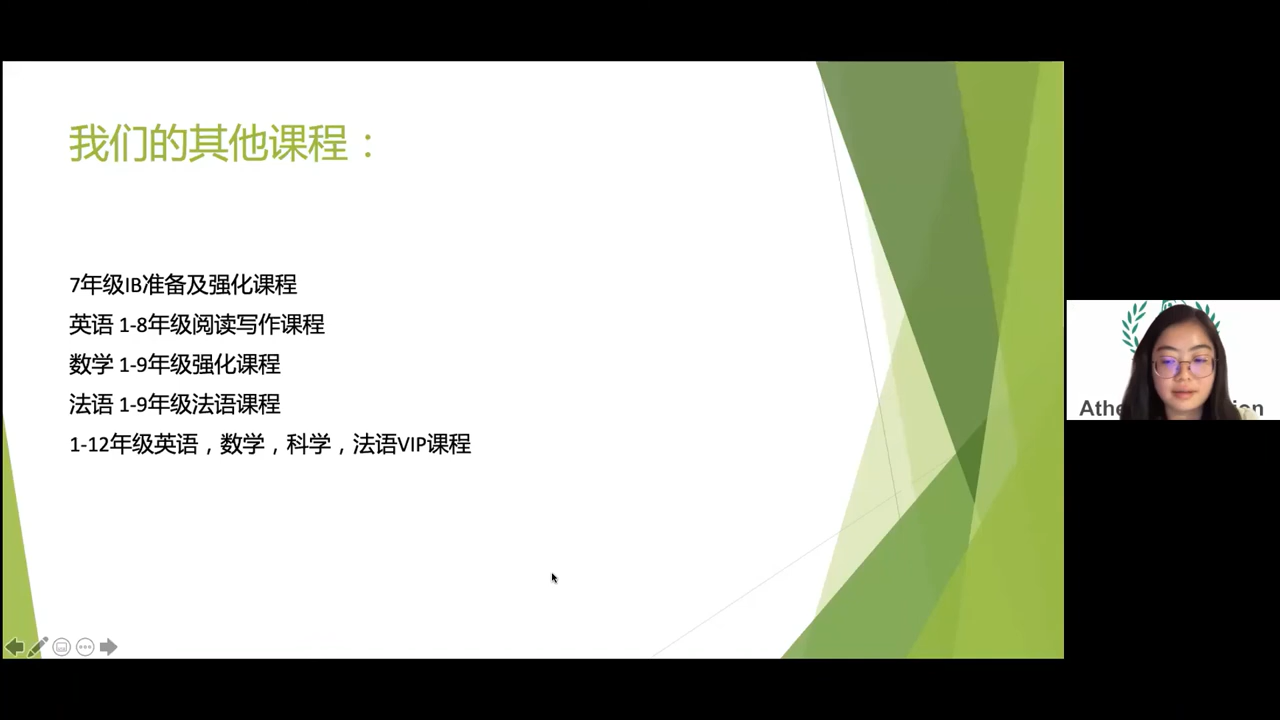 我们的其他课程：
7年级IB准备及强化课程
英语 1-8年级阅读写作课程
数学 1-9年级强化课程
法语 1-9年级法语课程
1-12年级英语，数学，科学，法语VIP课程